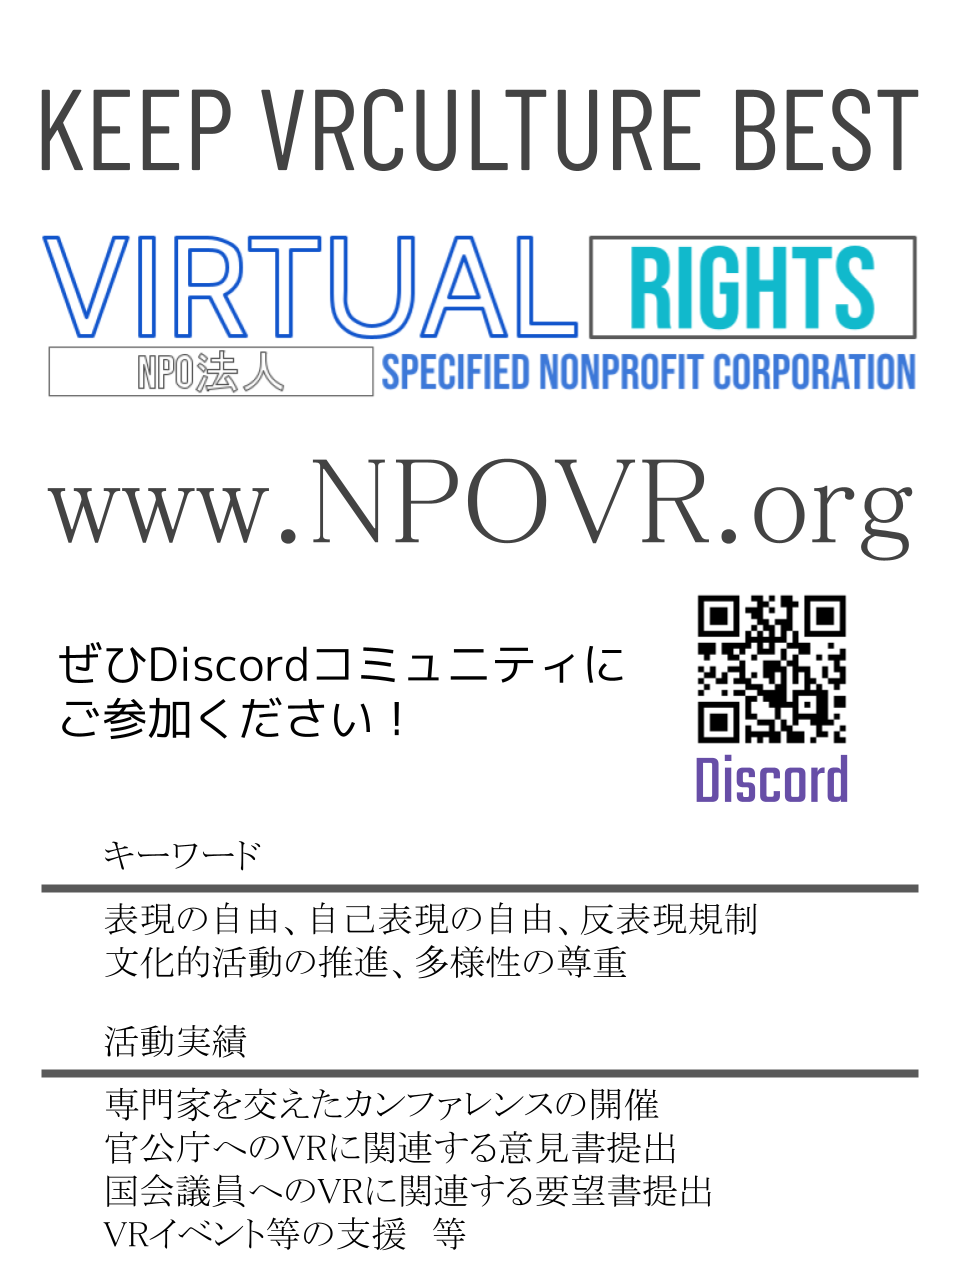 KEEP VRCULTURE BEST
VIRTUAL RIGHTS
NPO法人 SPECIFIED NONPROFIT CORPORATION
www.NPOVR.org
ぜひDiscordコミュニティに
ご参加ください！
Discord
キーワード
表現の自由、自己表現の自由、反表現規制
文化的活動の推進、多様性の尊重
活動実績
専門家を交えたカンファレンスの開催
官公庁へのVRに関連する意見書提出
国会議員へのVRに関連する要望書提出
VRイベント等の支援　等